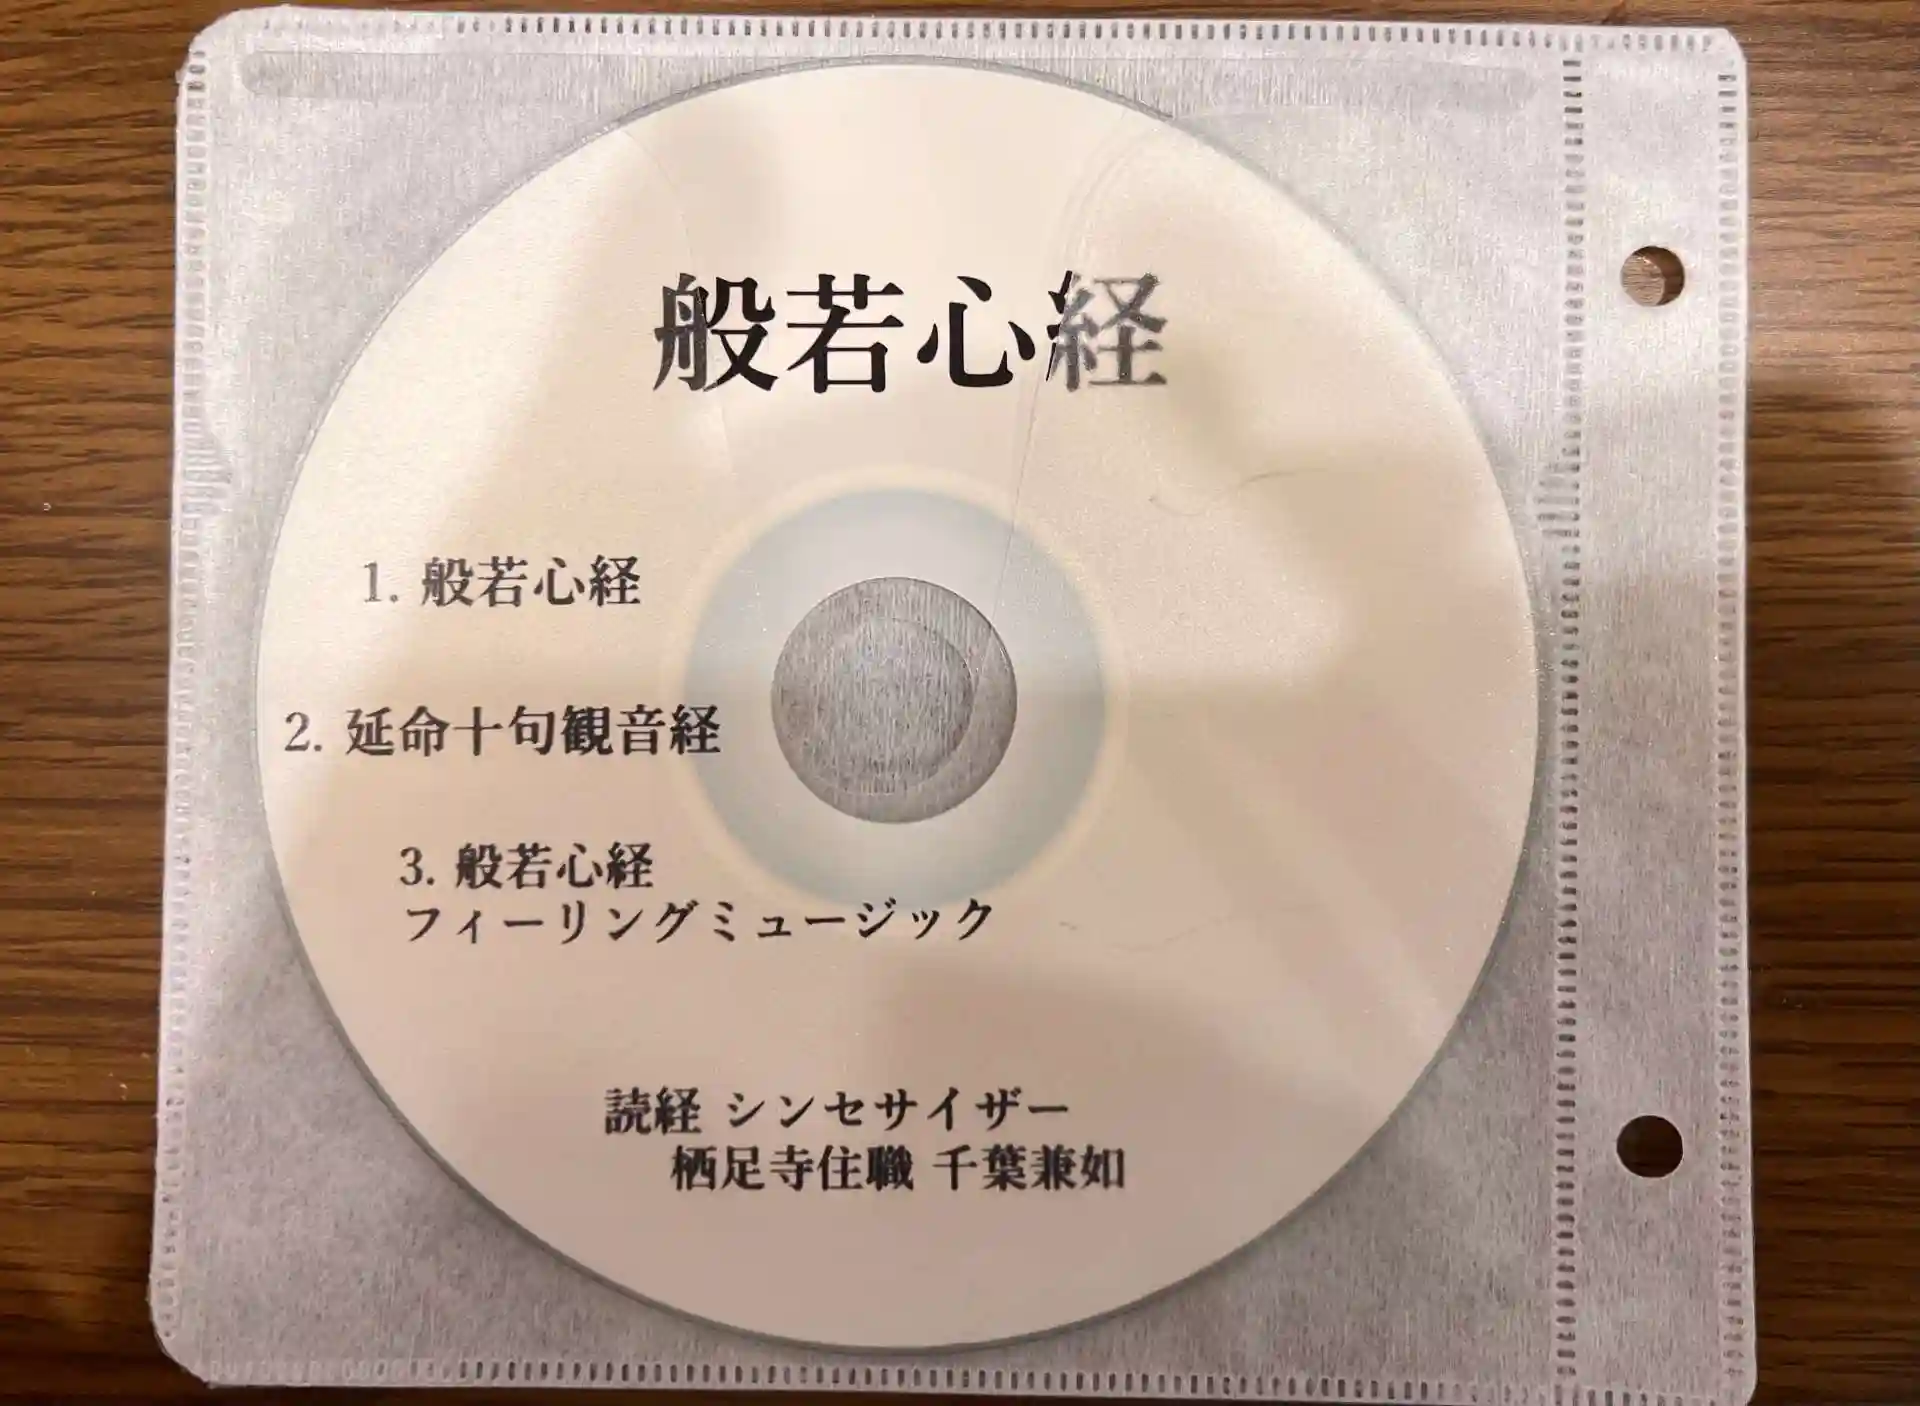 般若心経
1. 般若心経
2. 延命十句観音経
3. 般若心経
フィーリングミュージック
読経 シンセサイザー
栖足寺住職 千葉兼如